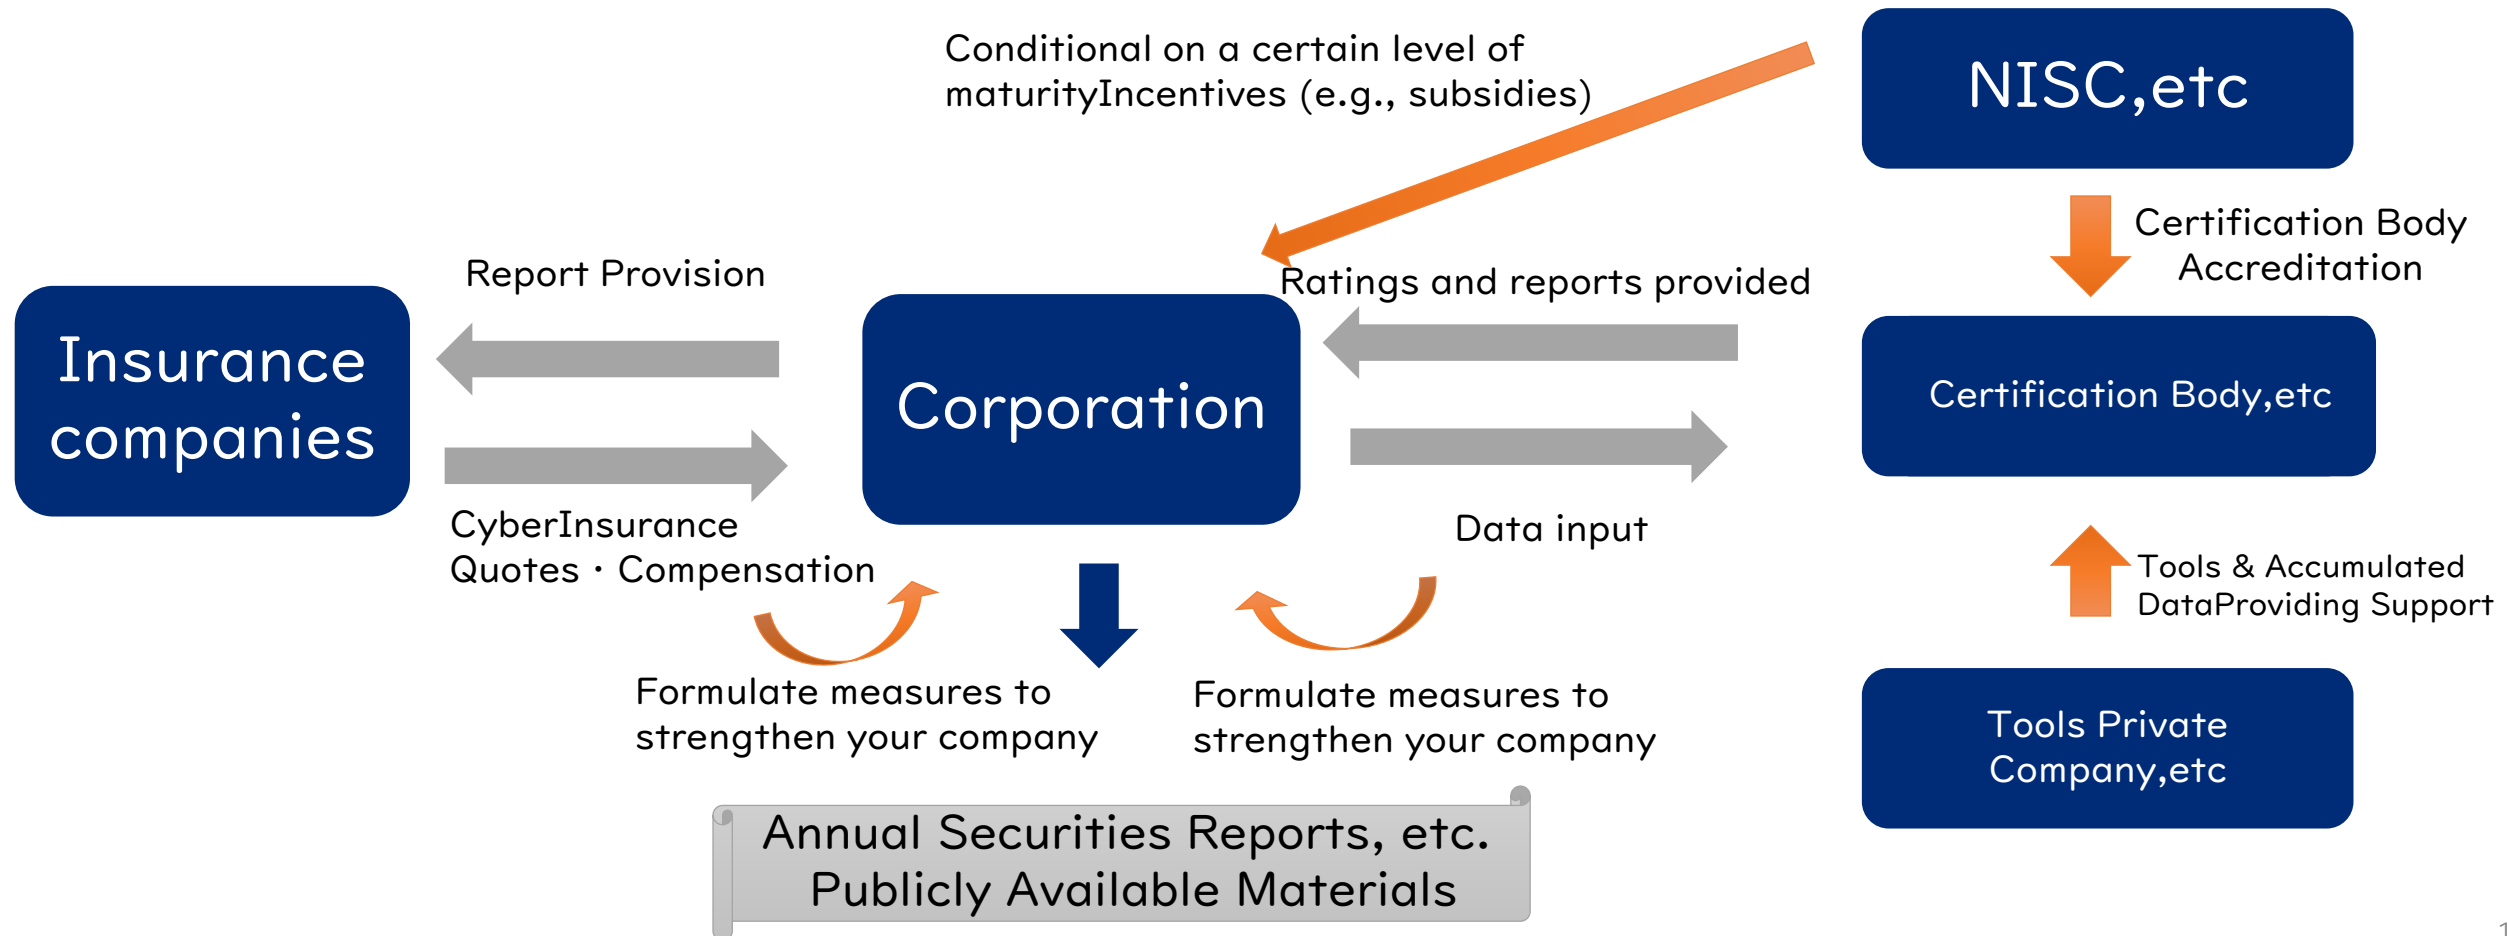 Conditional on a certain level of
maturityIncentives (e.g., subsidies)
NISC,etc
Certification Body
Accreditation
Report Provision
Ratings and reports provided
Insurance
companies
Corporation
Certification Body,etc
CyberInsurance
Quotes・Compensation
Data input
Tools & Accumulated
DataProviding Support
Formulate measures to
strengthen your company
Formulate measures to
strengthen your company
Tools Private
Company,etc
Annual Securities Reports, etc.
Publicly Available Materials
1